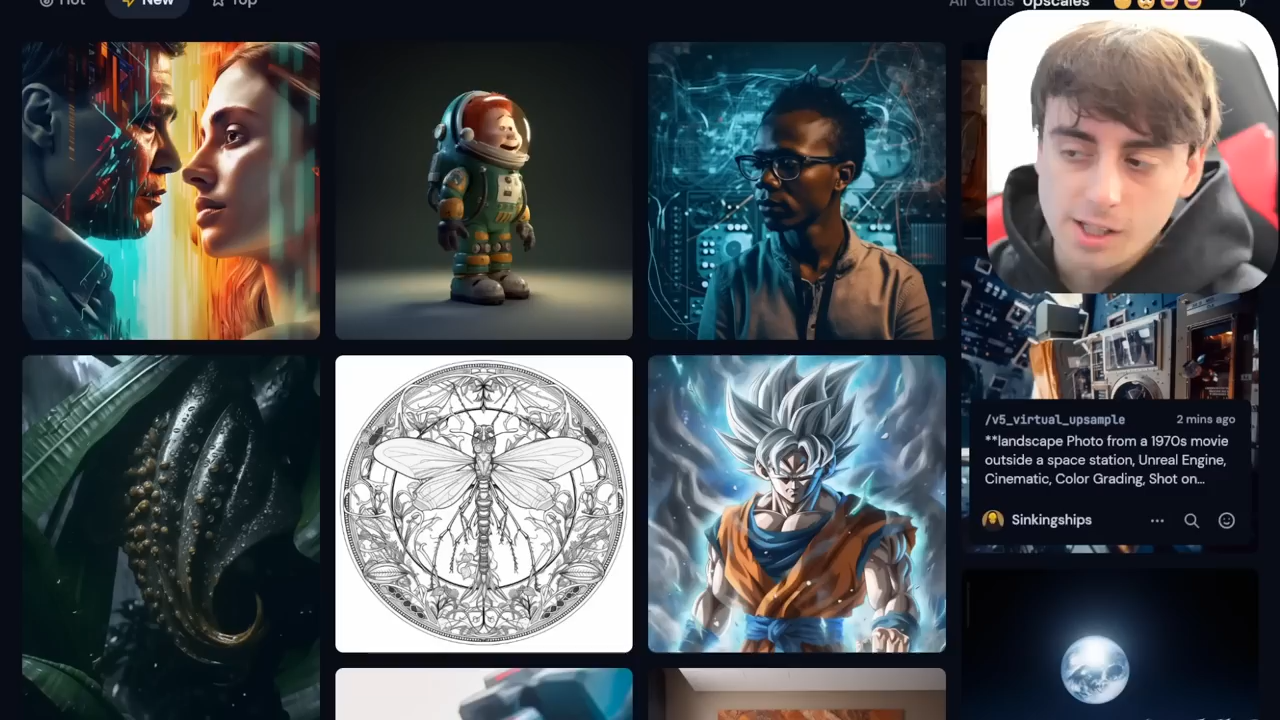 Hot New Top
All Grids Upscales
/v5_virtual_upsample 2 mins ago
**landscape Photo from a 1970s movie
outside a space station, Unreal Engine,
Cinematic, Color Grading, Shot on...
Sinkingships